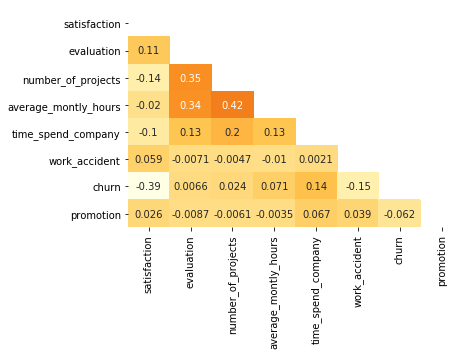 satisfaction
evaluation 0.11
number_of_projects -0.14 0.35
average_montly_hours -0.02 0.34 0.42
time_spend_company -0.1 0.13 0.2 0.13
work_accident 0.059 -0.0071 -0.0047 -0.01 0.0021
churn -0.39 0.0066 0.024 0.071 0.14 -0.15
promotion 0.026 -0.0087 -0.0061 -0.0035 0.067 0.039 -0.062
satisfaction
evaluation
number_of_projects
average_montly_hours
time_spend_company
work_accident
churn
promotion